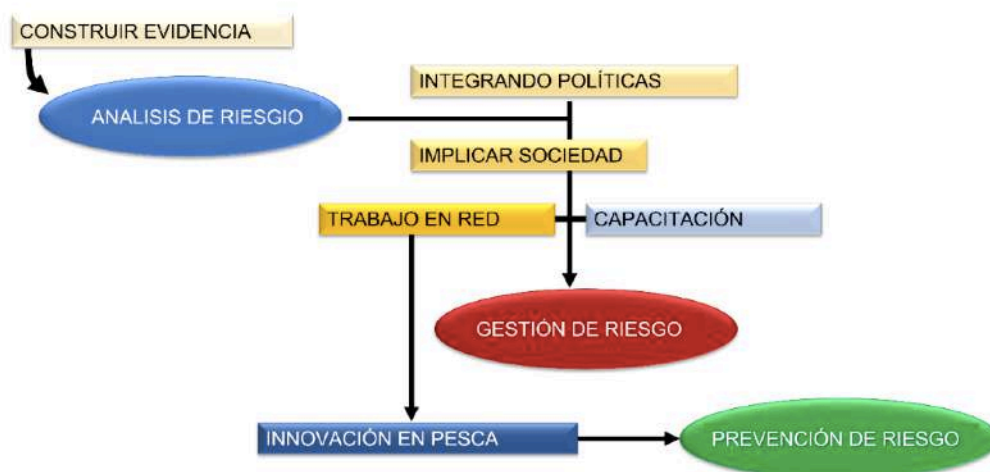 CONSTRUIR EVIDENCIA
ANALISIS DE RIESGIO
INTEGRANDO POLÍTICAS
IMPLICAR SOCIEDAD
TRABAJO EN RED
CAPACITACIÓN
GESTIÓN DE RIESGO
INNOVACIÓN EN PESCA
PREVENCIÓN DE RIESGO